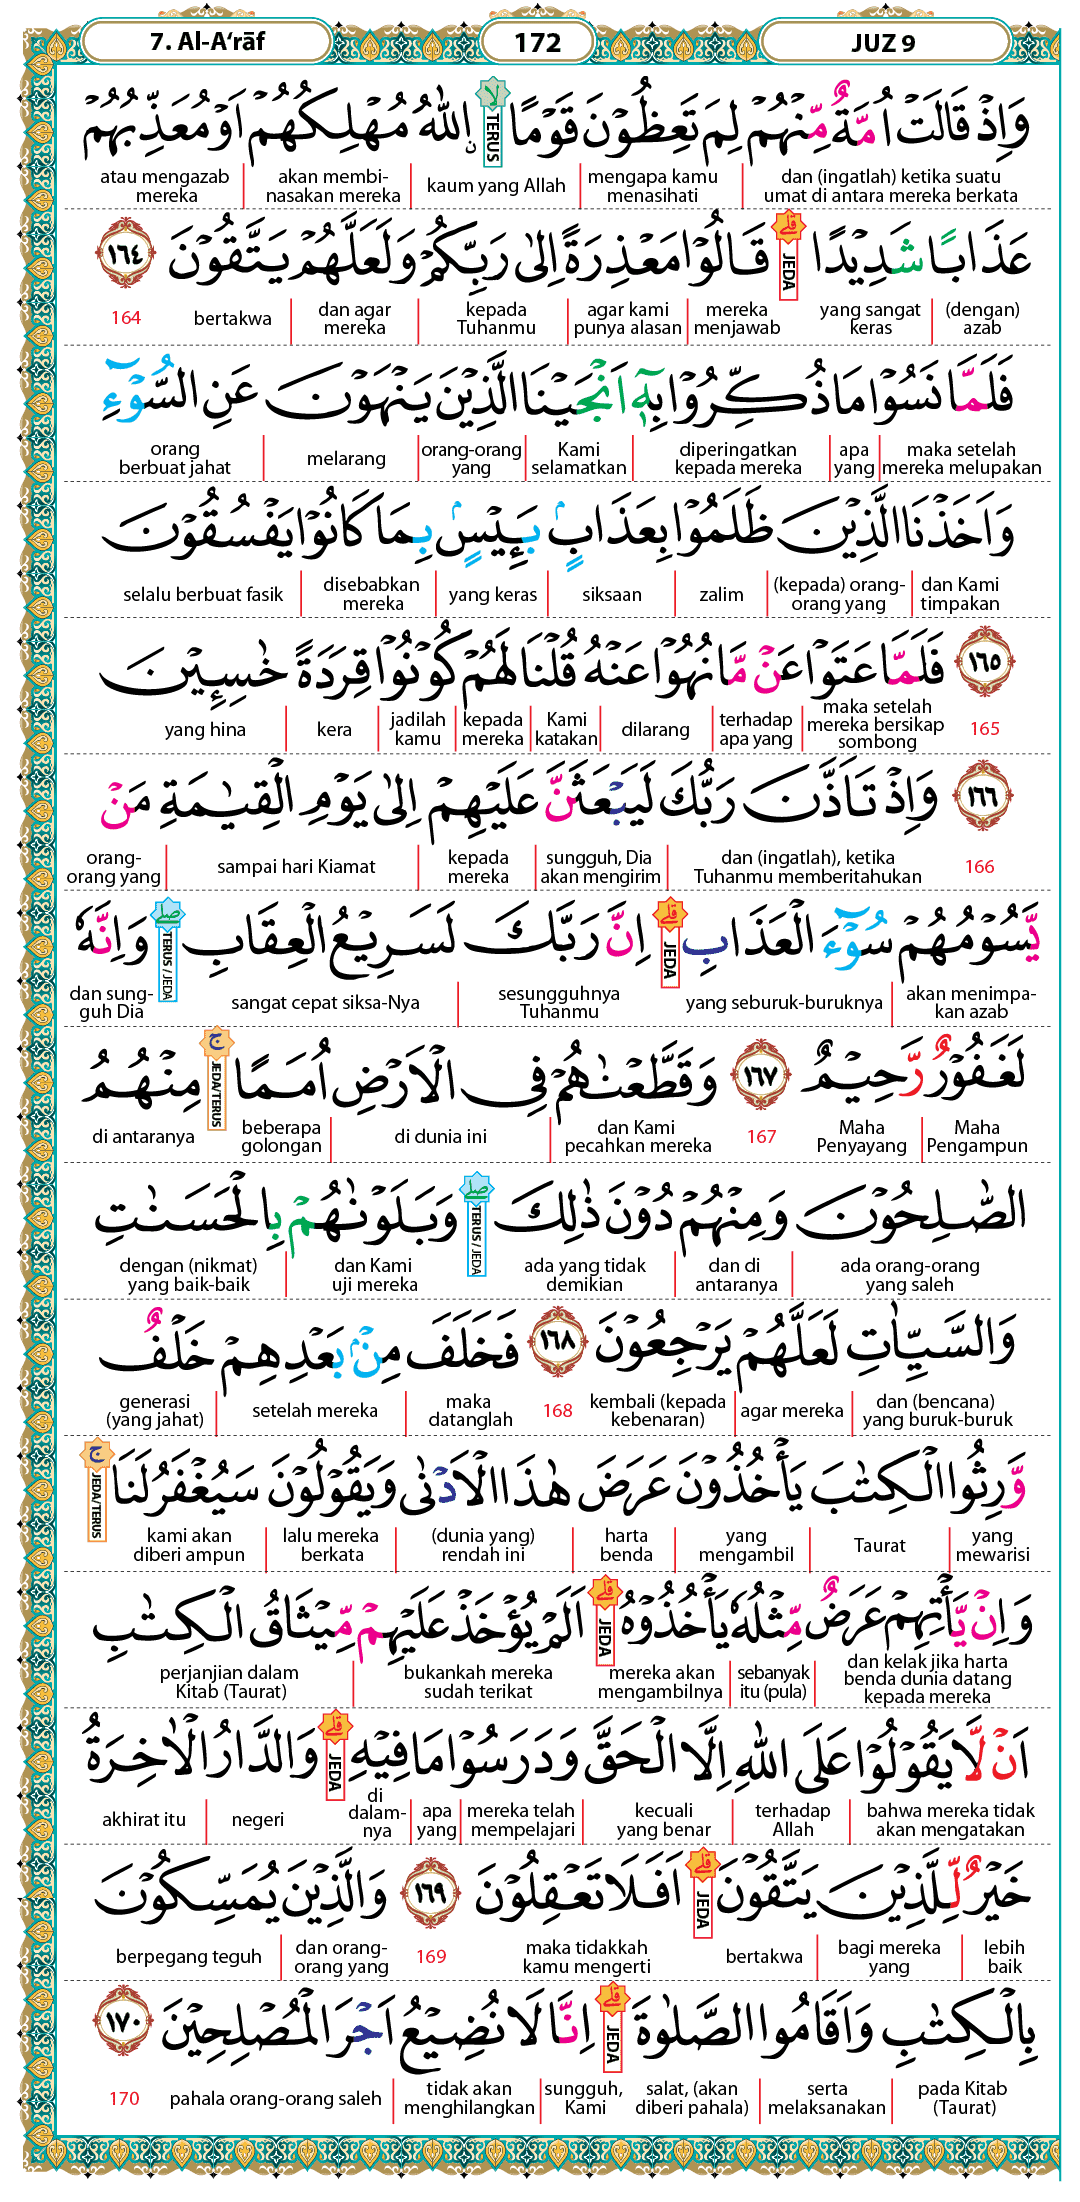 7. Al-A‘rāf
172
JUZ 9
وَاِذْ قَالَتْ اُمَّةٌ مِّنْهُمْ لِمَ تَعِظُوْنَ قَوْمًاۙ ۨاللّٰهُ مُهْلِكُهُمْ اَوْ مُعَذِّبُهُمْ
لا TERUS
dan (ingatlah) ketika suatu umat di antara mereka berkata
mengapa kamu menasihati
kaum yang Allah
akan membi-nasakan mereka
atau mengazab mereka
عَذَابًا شَدِيْدًاۗ قَالُوْا مَعْذِرَةً اِلٰى رَبِّكُمْ وَلَعَلَّهُمْ يَتَّقُوْنَ ١٦٤
قلى JEDA
(dengan) azab
yang sangat keras
mereka menjawab
agar kami punya alasan
kepada Tuhanmu
dan agar mereka
bertakwa
164
فَلَمَّا نَسُوْا مَا ذُكِّرُوْا بِهٖٓ اَنْجَيْنَا الَّذِيْنَ يَنْهَوْنَ عَنِ السُّوْۤءِ
maka setelah mereka melupakan
apa yang
diperingatkan kepada mereka
Kami selamatkan
orang-orang yang
melarang
orang berbuat jahat
وَاَخَذْنَا الَّذِيْنَ ظَلَمُوْا بِعَذَابٍۢ بَـِٔيْسٍۢ بِمَا كَانُوْا يَفْسُقُوْنَ
dan Kami timpakan
(kepada) orang-orang yang
zalim
siksaan
yang keras
disebabkan mereka
selalu berbuat fasik
١٦٥ فَلَمَّا عَتَوْا عَنْ مَّا نُهُوْا عَنْهُ قُلْنَا لَهُمْ كُوْنُوْا قِرَدَةً خٰسِـِٕيْنَ
165
maka setelah mereka bersikap sombong
terhadap apa yang
dilarang
Kami katakan
kepada mereka
jadilah kamu
kera
yang hina
١٦٦ وَاِذْ تَاَذَّنَ رَبُّكَ لَيَبْعَثَنَّ عَلَيْهِمْ اِلٰى يَوْمِ الْقِيٰمَةِ مَنْ
166
dan (ingatlah), ketika Tuhanmu memberitahukan
sungguh, Dia akan mengirim
kepada mereka
sampai hari Kiamat
orang-orang yang
يَّسُوْمُهُمْ سُوْۤءَ الْعَذَابِۗ اِنَّ رَبَّكَ لَسَرِيْعُ الْعِقَابِۖ وَاِنَّهٗ
قلى JEDA
صلى TERUS / JEDA
akan menimpa-kan azab
yang seburuk-buruknya
sesungguhnya Tuhanmu
sangat cepat siksa-Nya
dan sung-guh Dia
لَغَفُوْرٌ رَّحِيْمٌ ١٦٧ وَقَطَّعْنٰهُمْ فِى الْاَرْضِ اُمَمًاۚ مِنْهُمُ
ج JEDA/TERUS
Maha Pengampun
Maha Penyayang
167
dan Kami pecahkan mereka
di dunia ini
beberapa golongan
di antaranya
الصّٰلِحُوْنَ وَمِنْهُمْ دُوْنَ ذٰلِكَۖ وَبَلَوْنٰهُمْ بِالْحَسَنٰتِ
صلى TERUS / JEDA
ada orang-orang yang saleh
dan di antaranya
ada yang tidak demikian
dan Kami uji mereka
dengan (nikmat) yang baik-baik
وَالسَّيِّاٰتِ لَعَلَّهُمْ يَرْجِعُوْنَ ١٦٨ فَخَلَفَ مِنْۢ بَعْدِهِمْ خَلْفٌ
dan (bencana) yang buruk-buruk
agar mereka
kembali (kepada kebenaran)
168
maka datanglah
setelah mereka
generasi (yang jahat)
وَّرِثُوا الْكِتٰبَ يَأْخُذُوْنَ عَرَضَ هٰذَا الْاَدْنٰى وَيَقُوْلُوْنَ سَيُغْفَرُ لَنَاۚ
ج JEDA/TERUS
yang mewarisi
Taurat
yang mengambil
harta benda
(dunia yang) rendah ini
lalu mereka berkata
kami akan diberi ampun
وَاِنْ يَّأْتِهِمْ عَرَضٌ مِّثْلُهٗ يَأْخُذُوْهُۗ اَلَمْ يُؤْخَذْ عَلَيْهِمْ مِّيْثَاقُ الْكِتٰبِ
قلى JEDA
dan kelak jika harta benda dunia datang kepada mereka
sebanyak itu (pula)
mereka akan mengambilnya
bukankah mereka sudah terikat
perjanjian dalam Kitab (Taurat)
اَنْ لَّا يَقُوْلُوْا عَلَى اللّٰهِ اِلَّا الْحَقَّ وَدَرَسُوْا مَا فِيْهِۗ وَالدَّارُ الْاٰخِرَةُ
قلى JEDA
bahwa mereka tidak akan mengatakan
terhadap Allah
kecuali yang benar
mereka telah mempelajari
apa yang
di dalam-nya
negeri
akhirat itu
خَيْرٌ لِّلَّذِيْنَ يَتَّقُوْنَۗ اَفَلَا تَعْقِلُوْنَ ١٦٩ وَالَّذِيْنَ يُمَسِّكُوْنَ
قلى JEDA
lebih baik
bagi mereka yang
bertakwa
maka tidakkah kamu mengerti
169
dan orang-orang yang
berpegang teguh
بِالْكِتٰبِ وَاَقَامُوا الصَّلٰوةَۗ اِنَّا لَا نُضِيْعُ اَجْرَ الْمُصْلِحِيْنَ ١٧٠
قلى JEDA
pada Kitab (Taurat)
serta melaksanakan
salat, (akan diberi pahala)
sungguh, Kami
tidak akan menghilangkan
pahala orang-orang saleh
170